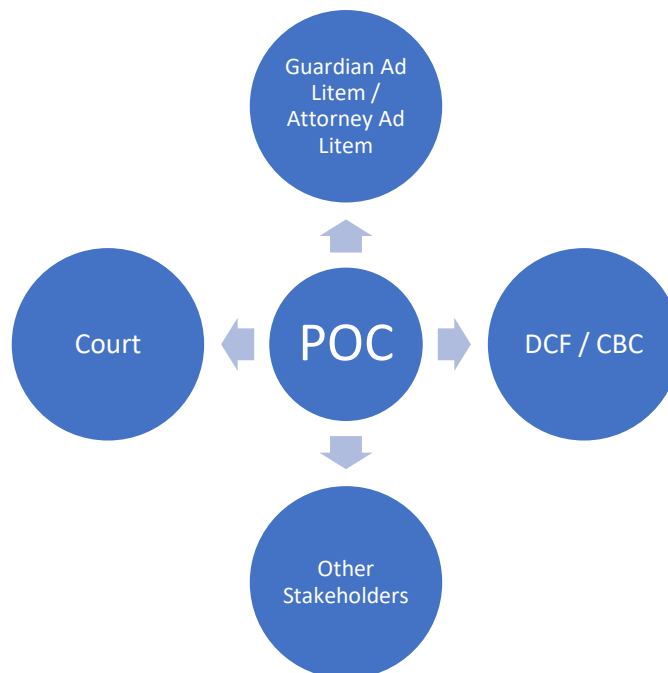 Guardian Ad
Litem /
Attorney Ad
Litem
Court
POC
DCF / CBC
Other
Stakeholders